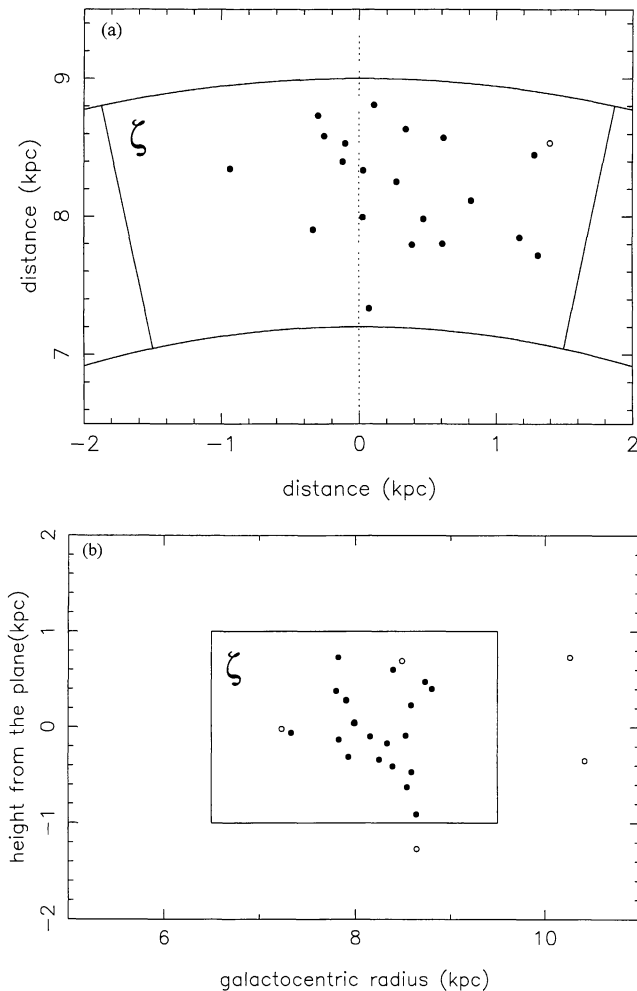 (a)
ζ
9
8
7
distance (kpc)
-2
-1
0
1
2
distance (kpc)
(b)
ζ
2
1
0
-1
-2
height from the plane(kpc)
6
8
10
galactocentric radius (kpc)